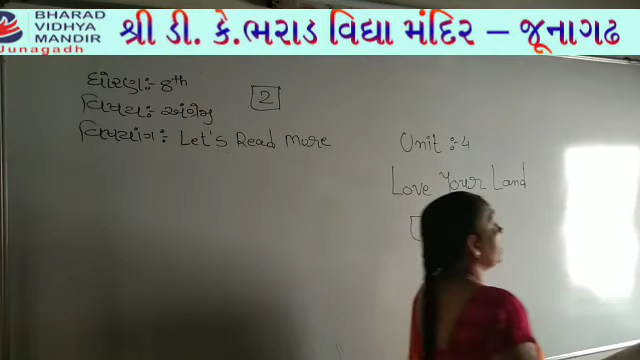 BHARAD
VIDHYA
MANDIR
Junagadh
શ્રી ડી. કે.ભરાડ વિદ્યા મંદિર – જૂનાગઢ
ધોરણ:- 8th
વિષય:- અંગ્રેજી
વિષયાંગ:- Let's Read More
2
Unit :- 4
Love Your Land